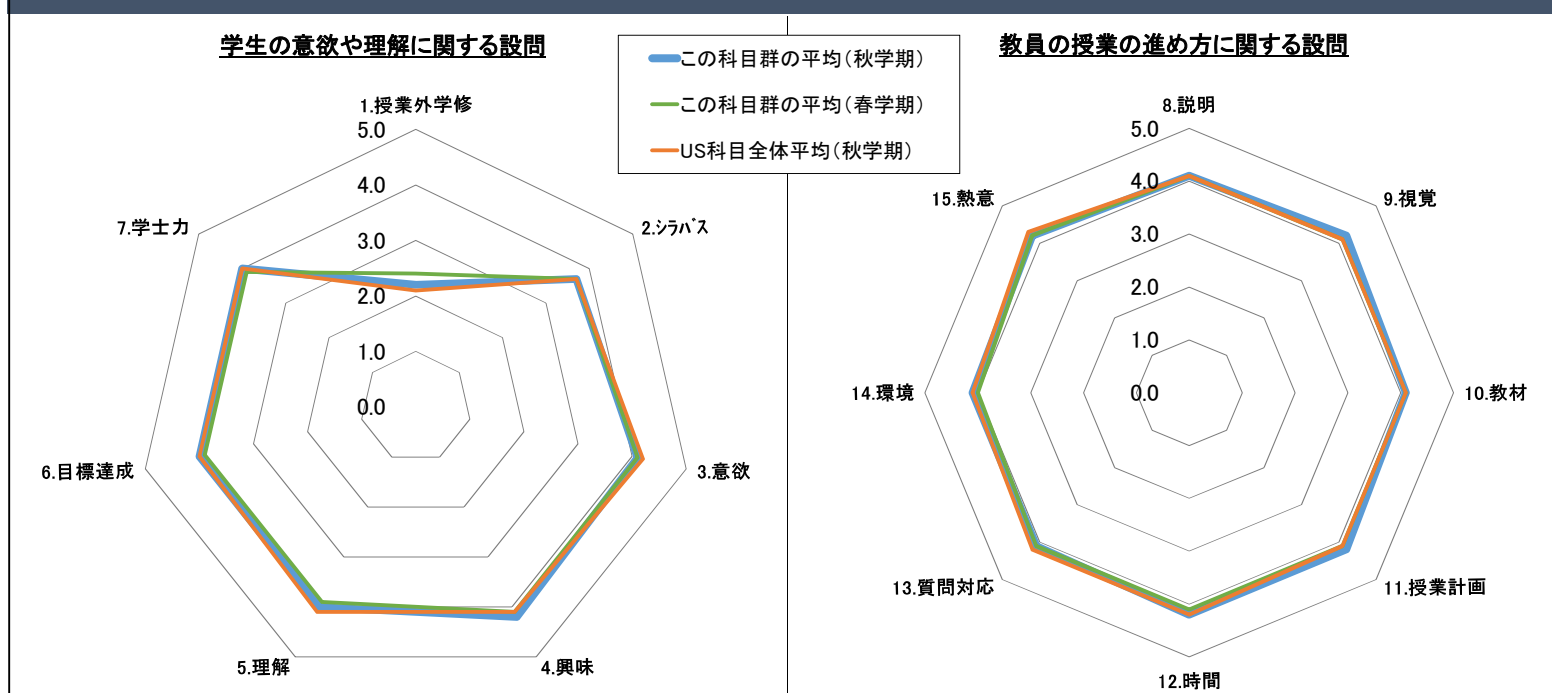 学生の意欲や理解に関する設問
この科目群の平均（秋学期）
この科目群の平均（春学期）
US科目全体平均（秋学期）
教員の授業の進め方に関する設問
1.授業外学修
5.0
4.0
3.0
2.0
1.0
0.0
2.ｼﾗﾊﾞｽ
3.意欲
4.興味
5.理解
6.目標達成
7.学士力
8.説明
5.0
4.0
3.0
2.0
1.0
0.0
9.視覚
10.教材
11.授業計画
12.時間
13.質問対応
14.環境
15.熱意